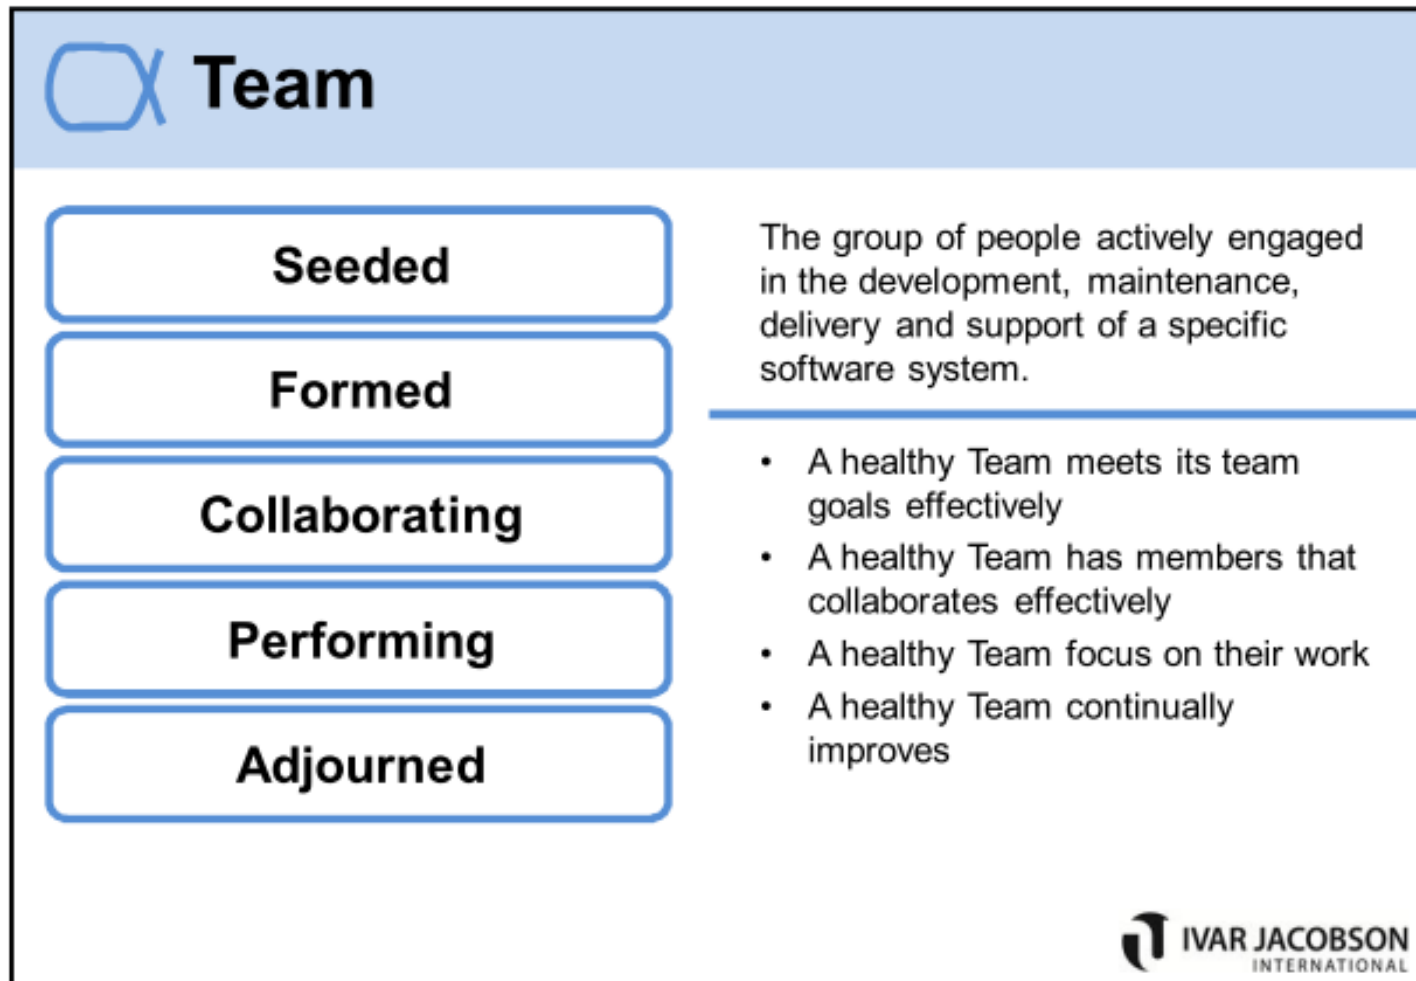 Team
Seeded
Formed
Collaborating
Performing
Adjourned
The group of people actively engaged
in the development, maintenance,
delivery and support of a specific
software system.
• A healthy Team meets its team
goals effectively
• A healthy Team has members that
collaborates effectively
• A healthy Team focus on their work
• A healthy Team continually
improves
IVAR JACOBSON
INTERNATIONAL